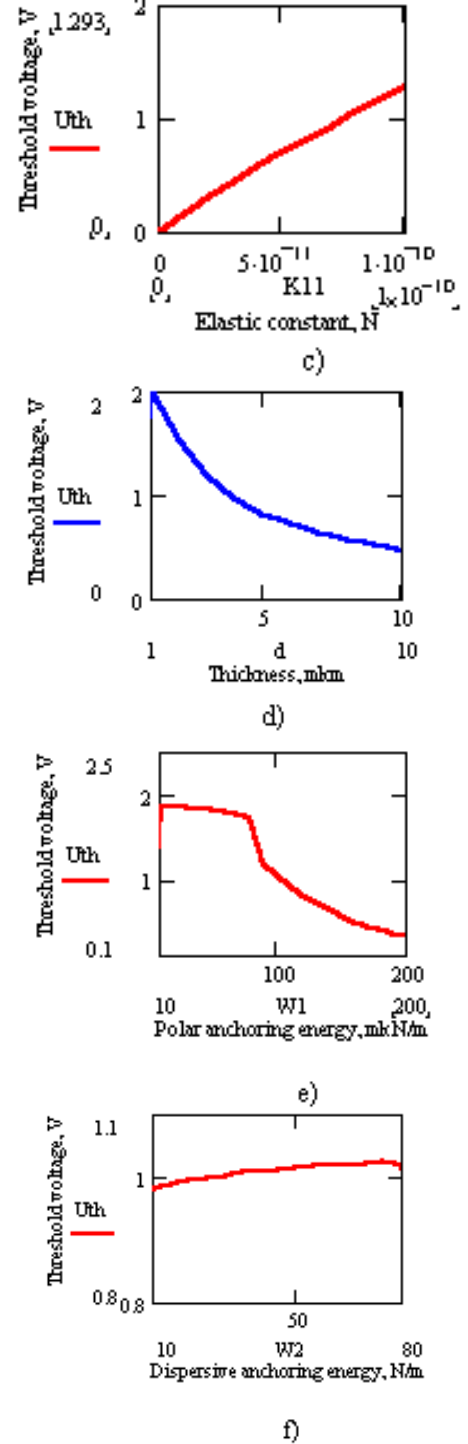 2
1.293
Threshold voltage, V
Uth
1
0
0
0 5·10⁻¹¹ 1·10⁻¹⁰
0 K11 1×10⁻¹⁰
Elastic constant, N
c)
2
2
Threshold voltage, V
Uth
1
0
0
5 10
1 d 10
Thickness, mkm
d)
2.5
2
Threshold voltage, V
Uth
1
0.1
100 200
10 W1 200
Polar anchoring energy, mkN/m
e)
1.1
1
Threshold voltage, V
Uth
0.8 0.8
50
10 W2 80
Dispersive anchoring energy, N/m
f)